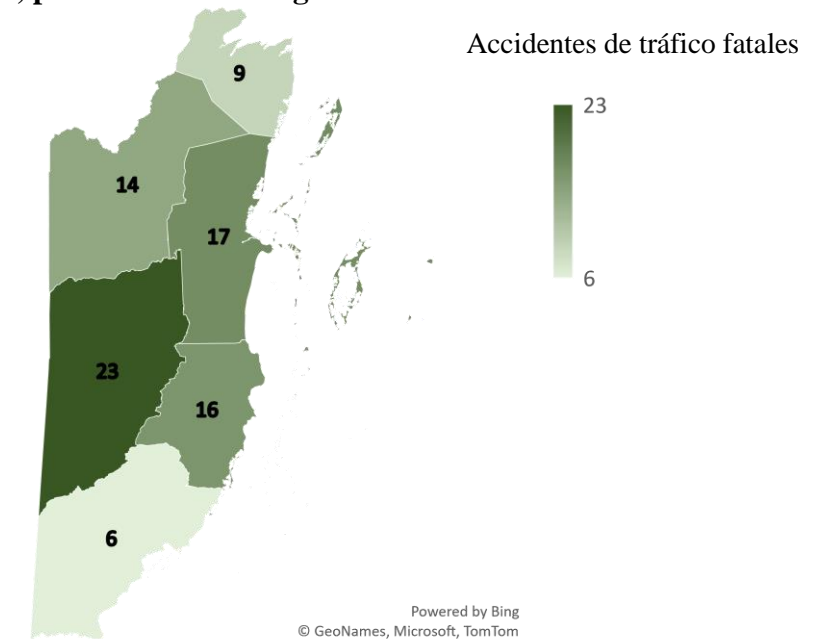 Accidentes de tráfico fatales
23
6
9
14
17
23
16
6
Powered by Bing
© GeoNames, Microsoft, TomTom